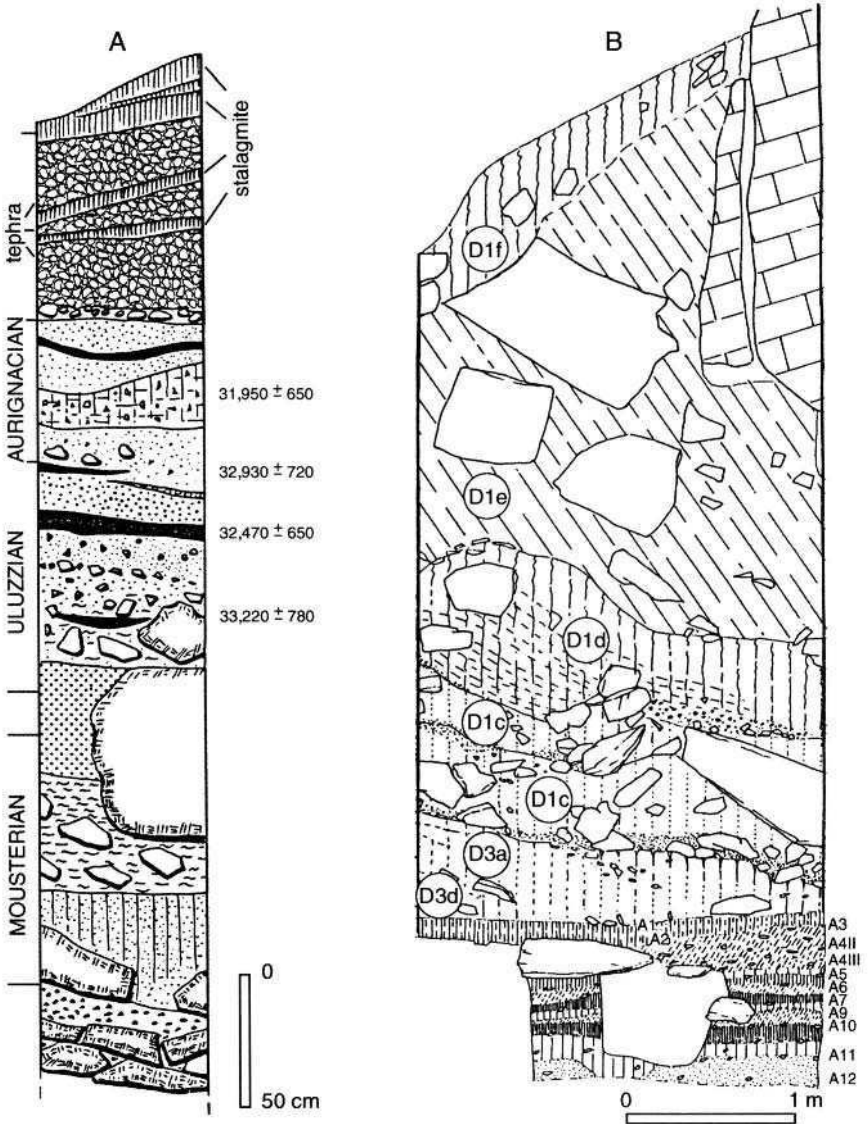 A
stalagmite
tephra
AURIGNACIAN
ULUZZIAN
MOUSTERIAN
31,950 ± 650
32,930 ± 720
32,470 ± 650
33,220 ± 780
0
50 cm
B
D1f
D1e
D1d
D1c
D1c
D3a
D3d
A1
A2
A3
A4II
A4III
A5
A6
A7
A9
A10
A11
A12
0
1 m